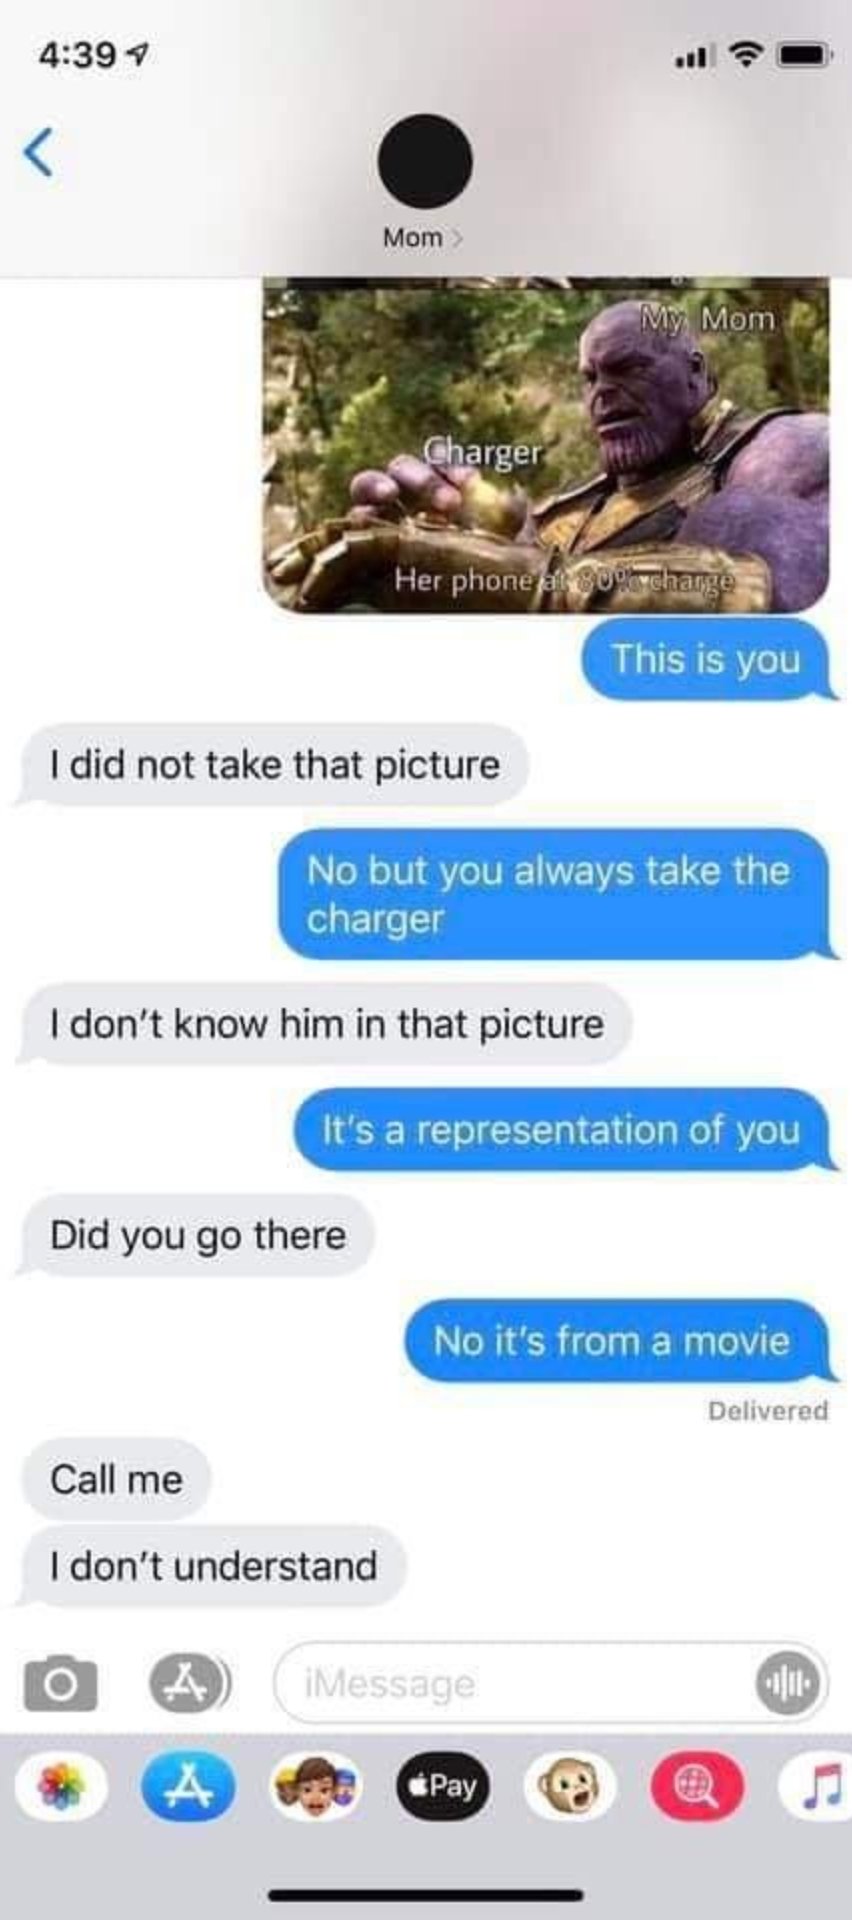 4:39
Mom
My Mom
Charger
Her phone at 80% charge
This is you
I did not take that picture
No but you always take the
charger
I don't know him in that picture
It's a representation of you
Did you go there
No it's from a movie
Delivered
Call me
I don't understand
iMessage
Pay